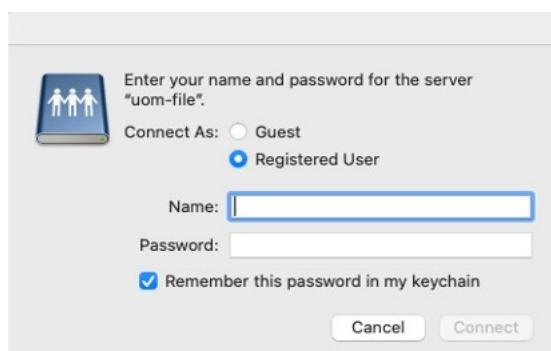 Enter your name and password for the server
"uom-file".
Connect As: Guest
Registered User
Name:
Password:
Remember this password in my keychain
Cancel Connect